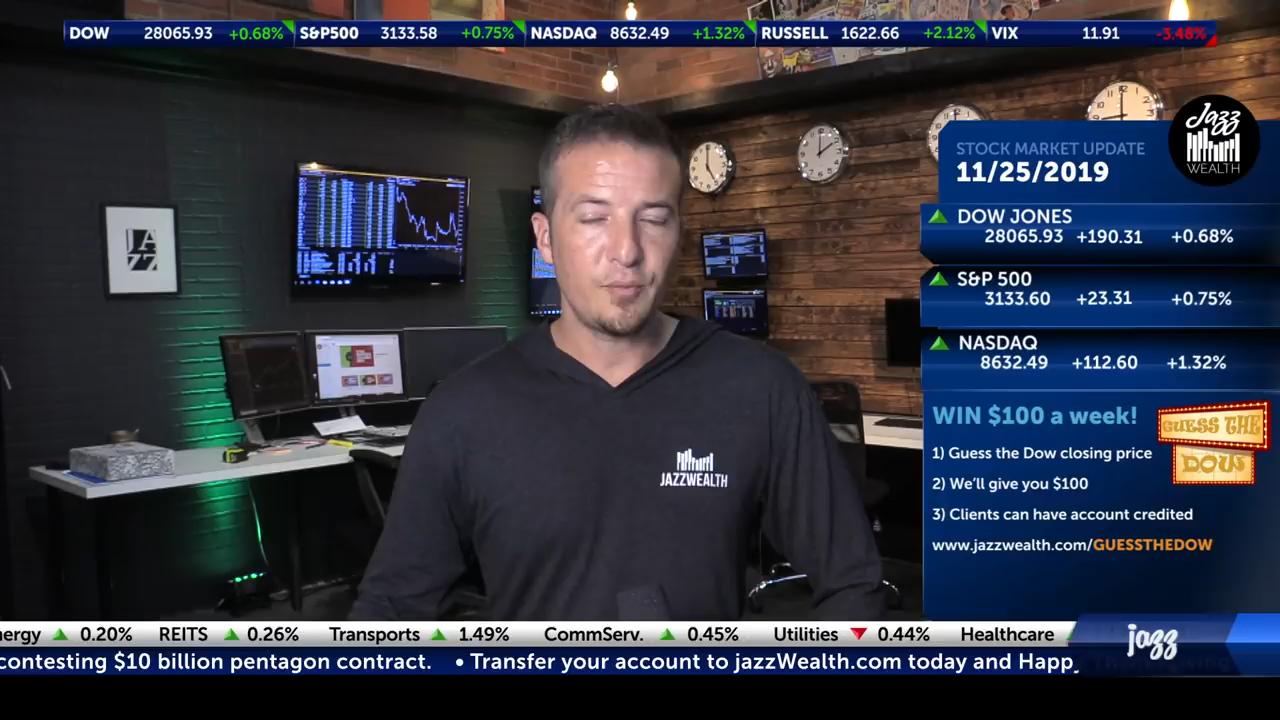 DOW 28065.93 +0.68% S&P500 3133.58 +0.75% NASDAQ 8632.49 +1.32% RUSSELL 1622.66 +2.12% VIX 11.91 -3.48%
Jazz
WEALTH
STOCK MARKET UPDATE
11/25/2019
DOW JONES
28065.93 +190.31 +0.68%
S&P 500
3133.60 +23.31 +0.75%
NASDAQ
8632.49 +112.60 +1.32%
WIN $100 a week!
GUESS THE
DOW
1) Guess the Dow closing price
2) We'll give you $100
3) Clients can have account credited
www.jazzwealth.com/GUESSTHEDOW
JA
ZZ
JAZZWEALTH
nergy 0.20% REITS 0.26% Transports 1.49% CommServ. 0.45% Utilities 0.44% Healthcare
jazz
contesting $10 billion pentagon contract. • Transfer your account to jazzWealth.com today and Happy